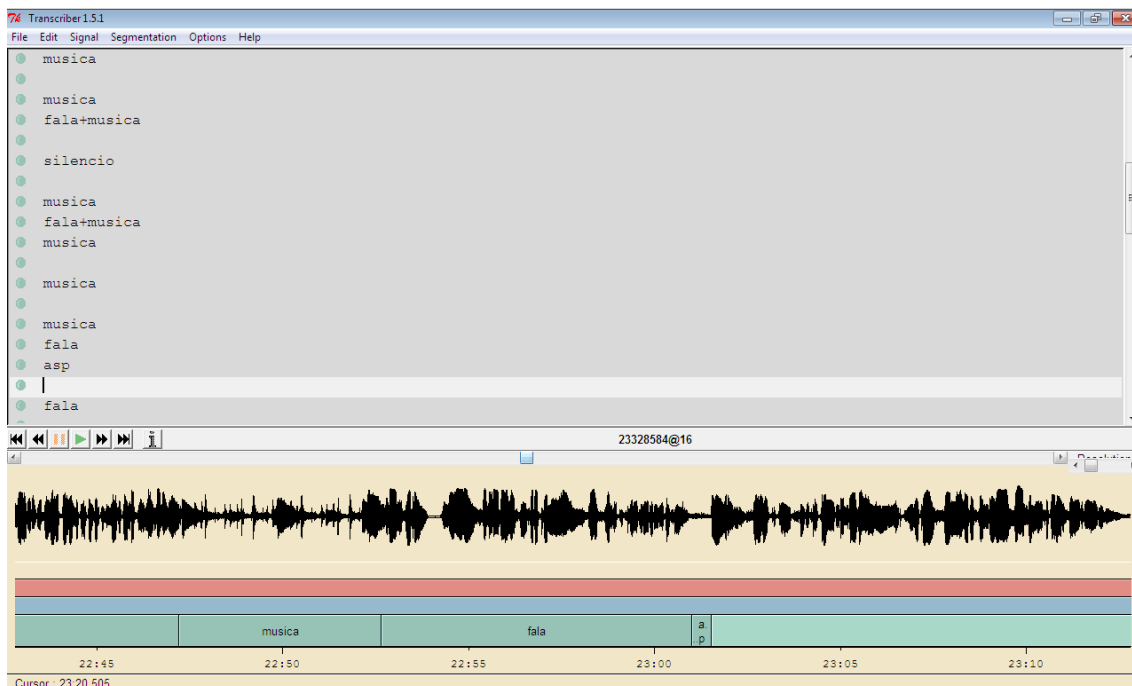 Transcriber 1.5.1
File Edit Signal Segmentation Options Help
musica
musica
fala+musica
silencio
musica
fala+musica
musica
musica
musica
fala
asp
fala
23328584@16
musica fala a.
..p
22:45 22:50 22:55 23:00 23:05 23:10
Cursor : 23:20.505